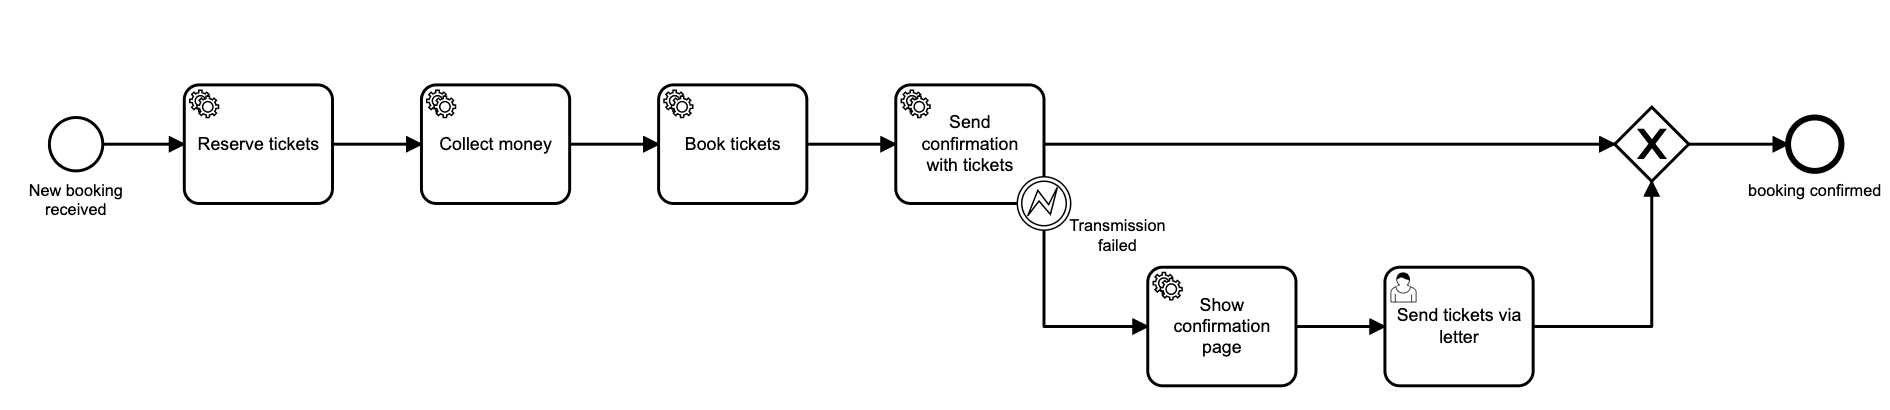 New booking
received
Reserve tickets
Collect money
Book tickets
Send
confirmation
with tickets
Transmission
failed
Show
confirmation
page
Send tickets via
letter
X
booking confirmed